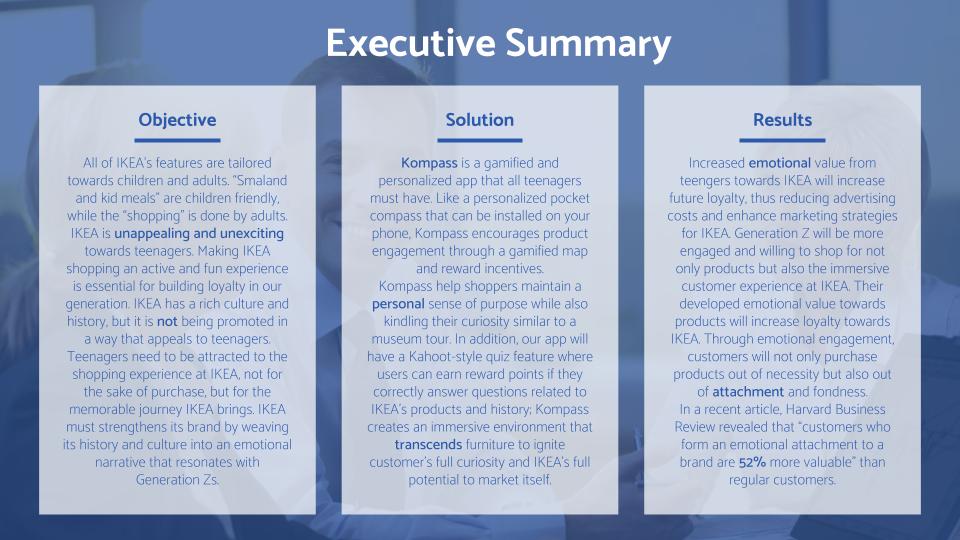 Executive Summary
Objective
All of IKEA's features are tailored
towards children and adults. “Smaland
and kid meals” are children friendly,
while the “shopping” is done by adults.
IKEA is unappealing and unexciting
towards teenagers. Making IKEA
shopping an active and fun experience
is essential for building loyalty in our
generation. IKEA has a rich culture and
history, but it is not being promoted in
a way that appeals to teenagers.
Teenagers need to be attracted to the
shopping experience at IKEA, not for
the sake of purchase, but for the
memorable journey IKEA brings. IKEA
must strengthens its brand by weaving
its history and culture into an emotional
narrative that resonates with
Generation Zs.
Solution
Kompass is a gamified and
personalized app that all teenagers
must have. Like a personalized pocket
compass that can be installed on your
phone, Kompass encourages product
engagement through a gamified map
and reward incentives.
Kompass help shoppers maintain a
personal sense of purpose while also
kindling their curiosity similar to a
museum tour. In addition, our app will
have a Kahoot-style quiz feature where
users can earn reward points if they
correctly answer questions related to
IKEA's products and history; Kompass
creates an immersive environment that
transcends furniture to ignite
customer's full curiosity and IKEA's full
potential to market itself.
Results
Increased emotional value from
teengers towards IKEA will increase
future loyalty, thus reducing advertising
costs and enhance marketing strategies
for IKEA. Generation Z will be more
engaged and willing to shop for not
only products but also the immersive
customer experience at IKEA. Their
developed emotional value towards
products will increase loyalty towards
IKEA. Through emotional engagement,
customers will not only purchase
products out of necessity but also out
of attachment and fondness.
In a recent article, Harvard Business
Review revealed that “customers who
form an emotional attachment to a
brand are 52% more valuable” than
regular customers.